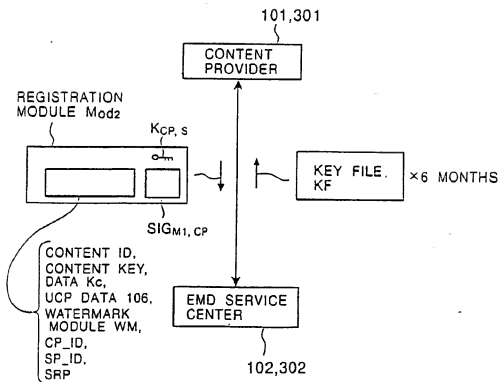 101,301
CONTENT
PROVIDER
REGISTRATION
MODULE Mod2
KCP, S
KEY FILE.
KF
×6 MONTHS
SIGM1, CP
CONTENT ID,
CONTENT KEY,
DATA Kc,
UCP DATA 106,
WATERMARK
MODULE WM,
CP_ID,
SP_ID,
SRP
EMD SERVICE
CENTER
102,302